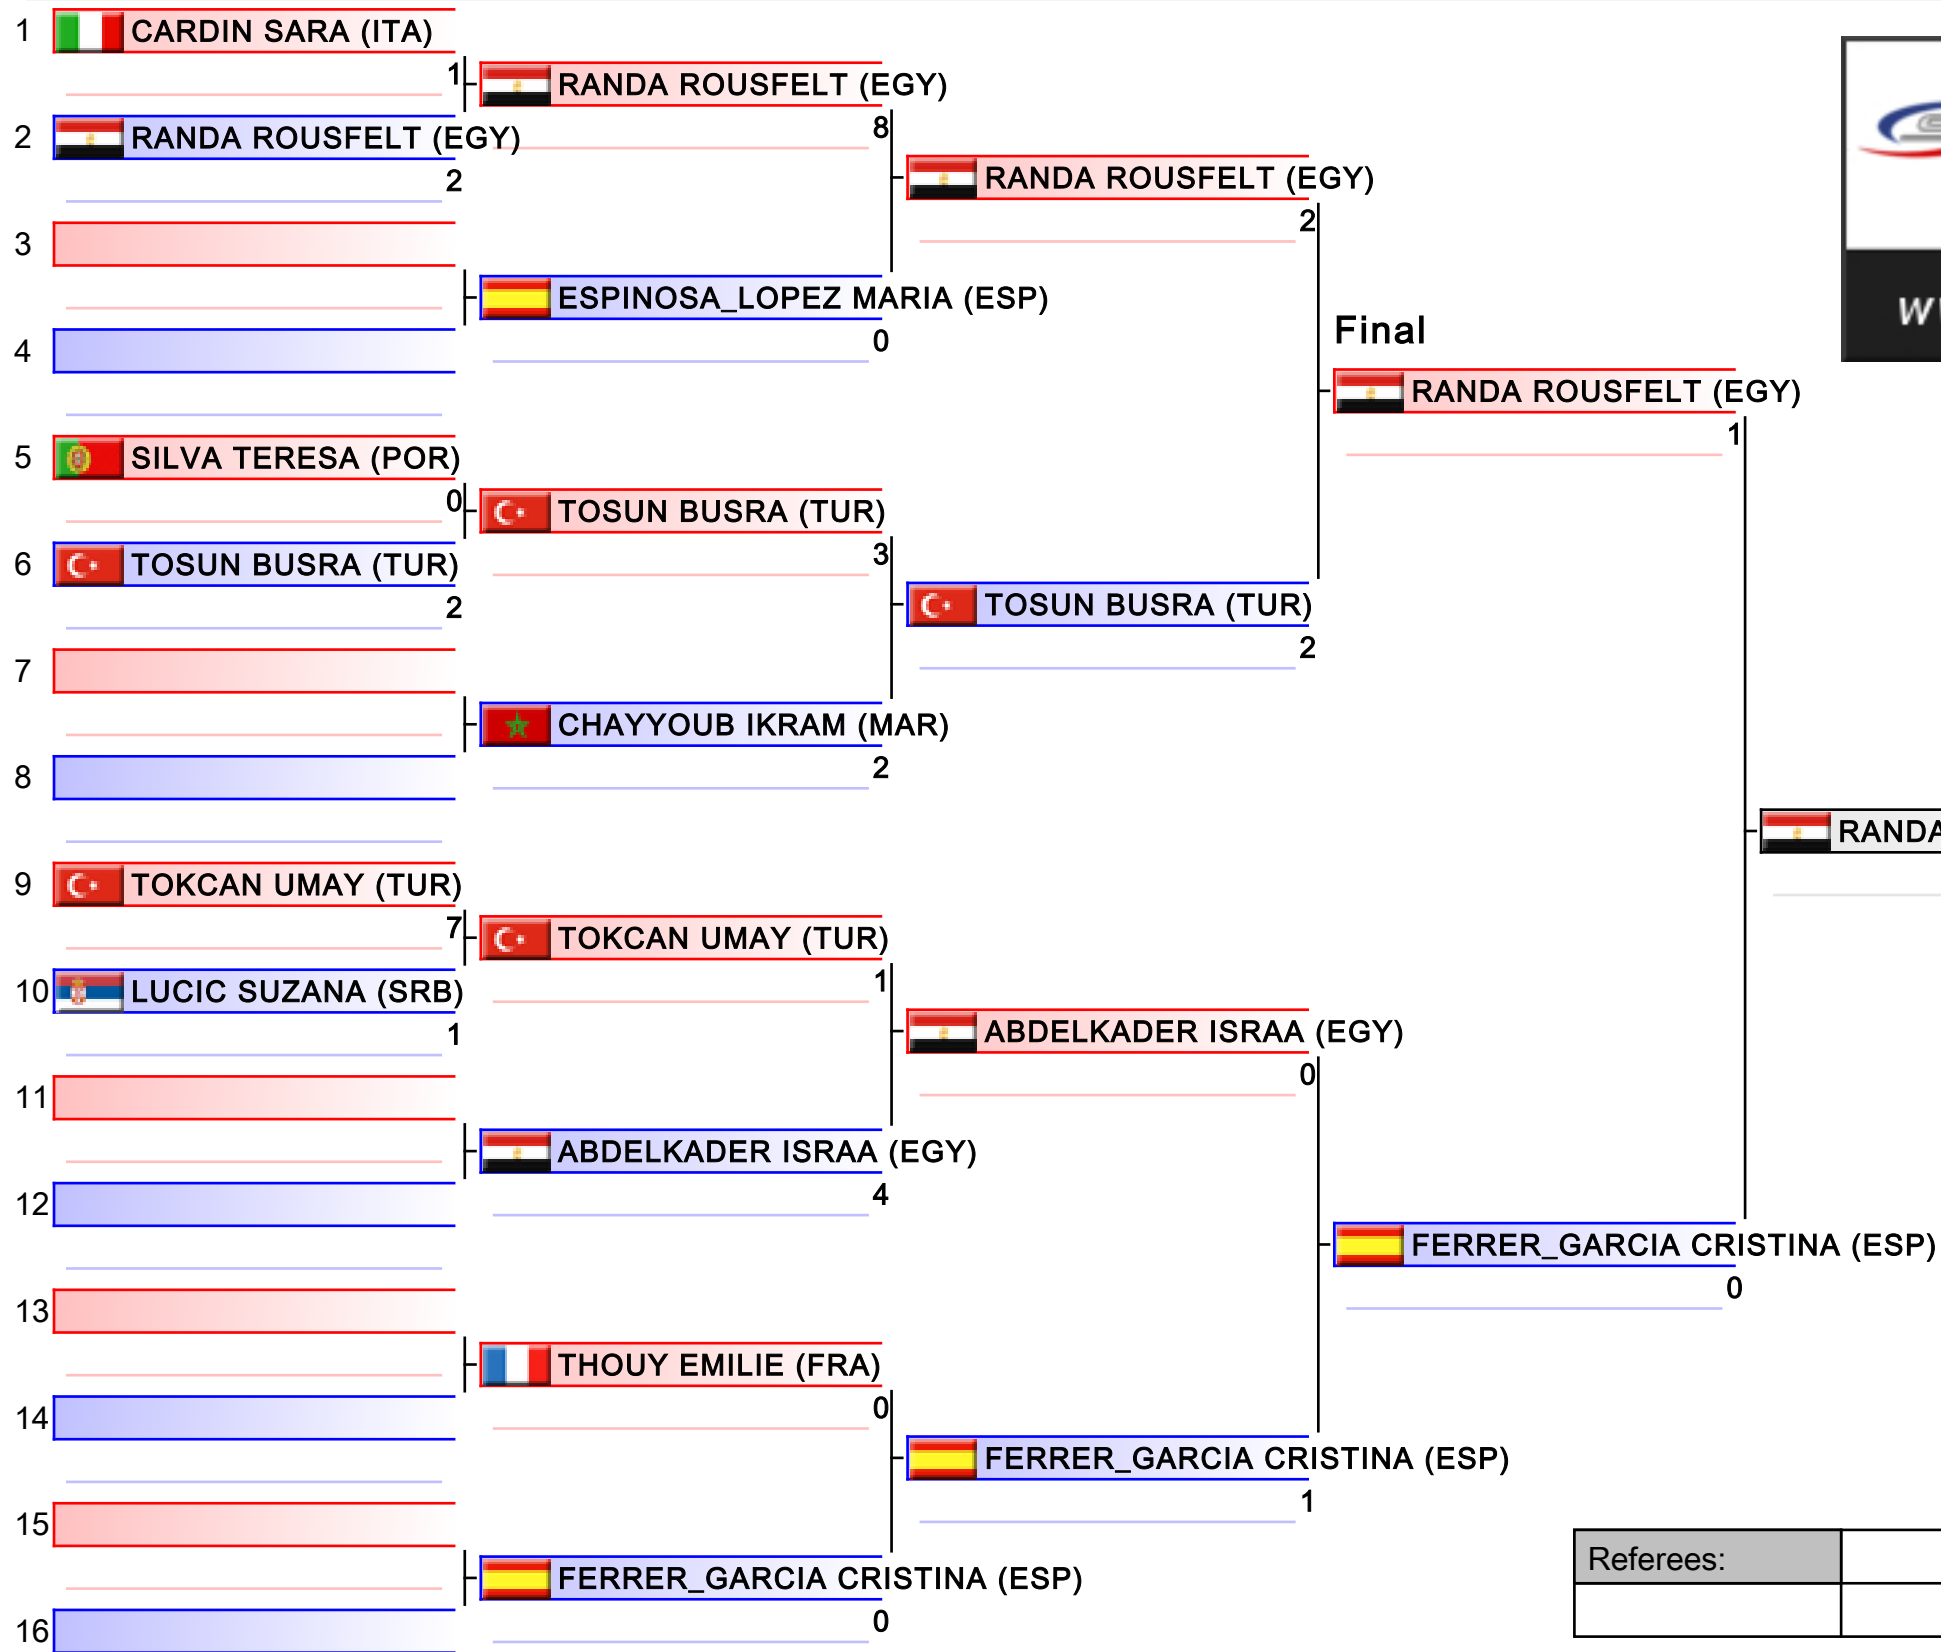 1 CARDIN SARA (ITA)
1
RANDA ROUSFELT (EGY)
2 RANDA ROUSFELT (EGY)
8
2
RANDA ROUSFELT (EGY)
2
3
ESPINOSA_LOPEZ MARIA (ESP)
0
Final
4
RANDA ROUSFELT (EGY)
1
5 SILVA TERESA (POR)
0
TOSUN BUSRA (TUR)
3
6 TOSUN BUSRA (TUR)
2
TOSUN BUSRA (TUR)
2
7
CHAYYOUB IKRAM (MAR)
2
8
RANDA
9 TOKCAN UMAY (TUR)
7
TOKCAN UMAY (TUR)
1
10 LUCIC SUZANA (SRB)
1
ABDELKADER ISRAA (EGY)
0
11
ABDELKADER ISRAA (EGY)
4
12
FERRER_GARCIA CRISTINA (ESP)
0
13
THOUY EMILIE (FRA)
0
14
FERRER_GARCIA CRISTINA (ESP)
1
15
Referees:
FERRER_GARCIA CRISTINA (ESP)
0
16